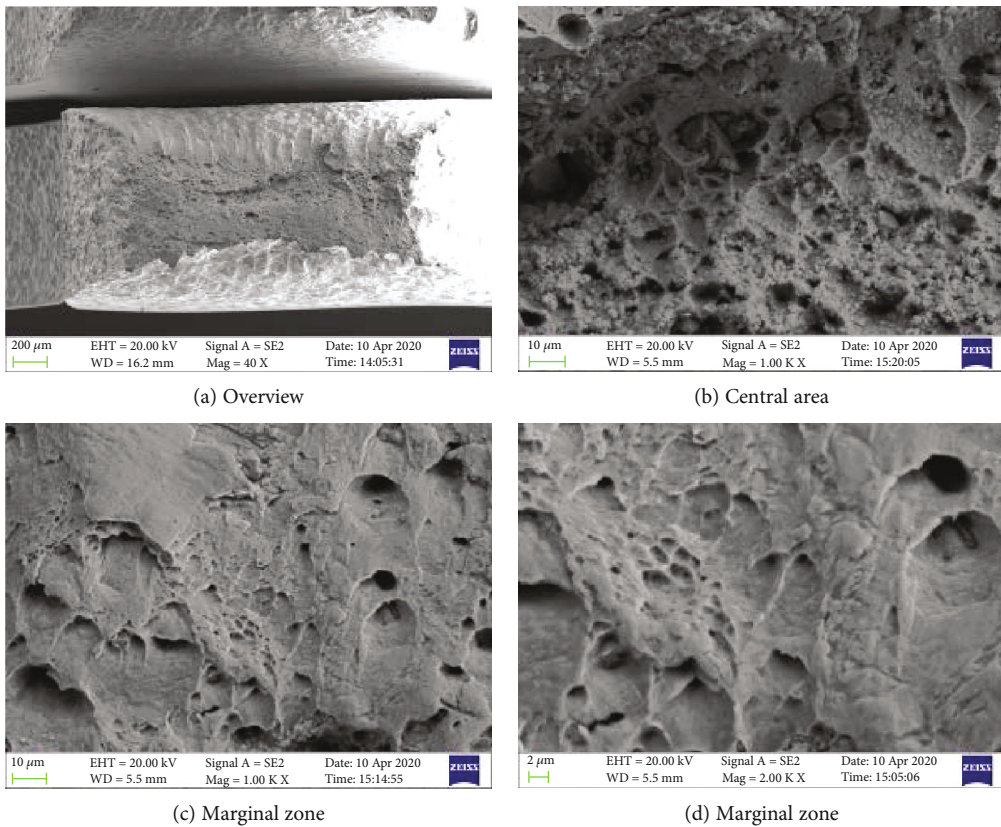 200 μm
EHT = 20.00 kV
Signal A = SE2
Date: 10 Apr 2020
WD = 16.2 mm
Mag = 40 X
Time: 14:05:31
ZEISS
(a) Overview
10 μm
EHT = 20.00 kV
Signal A = SE2
Date: 10 Apr 2020
WD = 5.5 mm
Mag = 1.00 K X
Time: 15:20:05
ZEISS
(b) Central area
10 μm
EHT = 20.00 kV
Signal A = SE2
Date: 10 Apr 2020
WD = 5.5 mm
Mag = 1.00 K X
Time: 15:14:55
ZEISS
(c) Marginal zone
2 μm
EHT = 20.00 kV
Signal A = SE2
Date: 10 Apr 2020
WD = 5.5 mm
Mag = 2.00 K X
Time: 15:05:06
ZEISS
(d) Marginal zone